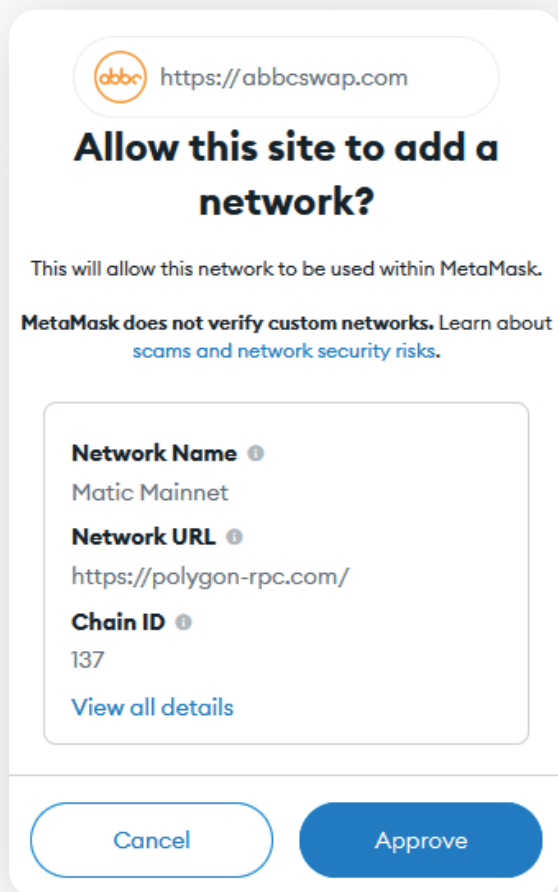 abbc https://abbcswap.com
Allow this site to add a
network?
This will allow this network to be used within MetaMask.
MetaMask does not verify custom networks. Learn about
scams and network security risks.
Network Name
Matic Mainnet
Network URL
https://polygon-rpc.com/
Chain ID
137
View all details
Cancel Approve